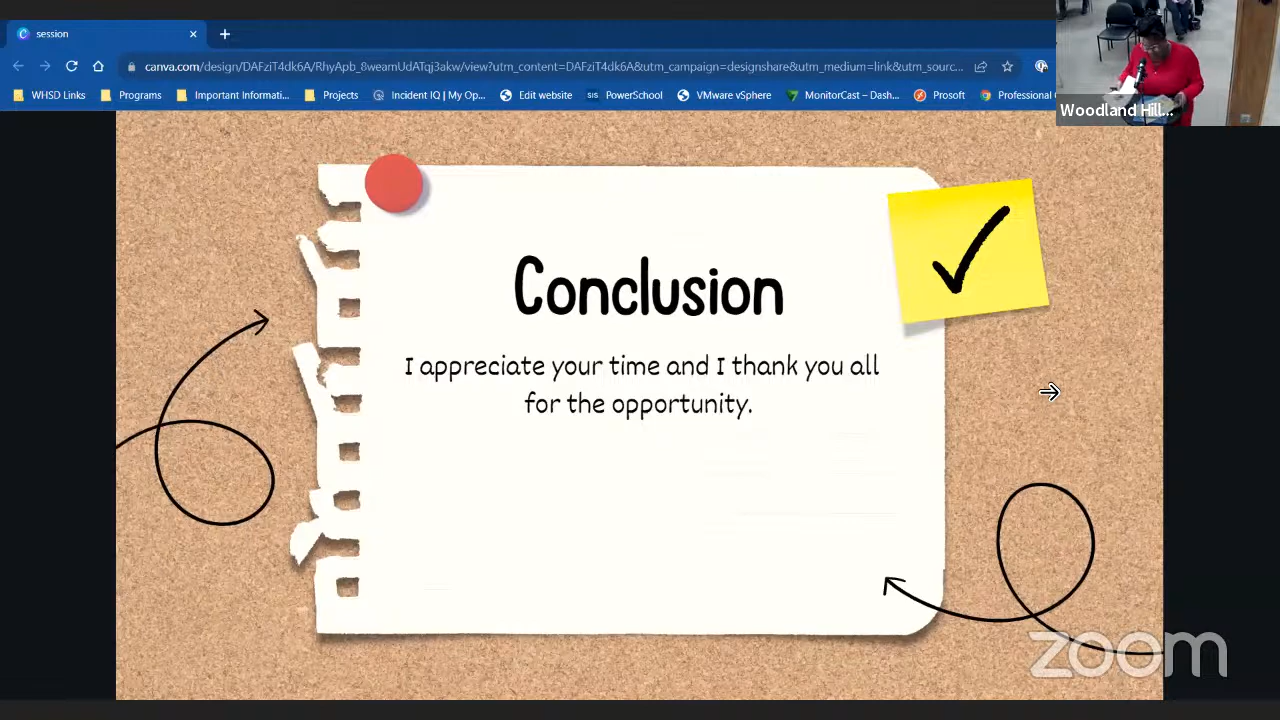 session
canva.com/design/DAFziT4dk6A/RhyApb_8weamUdATqj3akw/view?utm_content=DAFziT4dk6A&utm_campaign=designshare&utm_medium=link&utm_sourc...
WHSD Links
Programs
Important Informati...
Projects
Incident IQ | My Op...
Edit website
SIS PowerSchool
VMware vSphere
MonitorCast – Dash...
Prosoft
Professional
Woodland Hill...
Conclusion
I appreciate your time and I thank you all
for the opportunity.
zoom